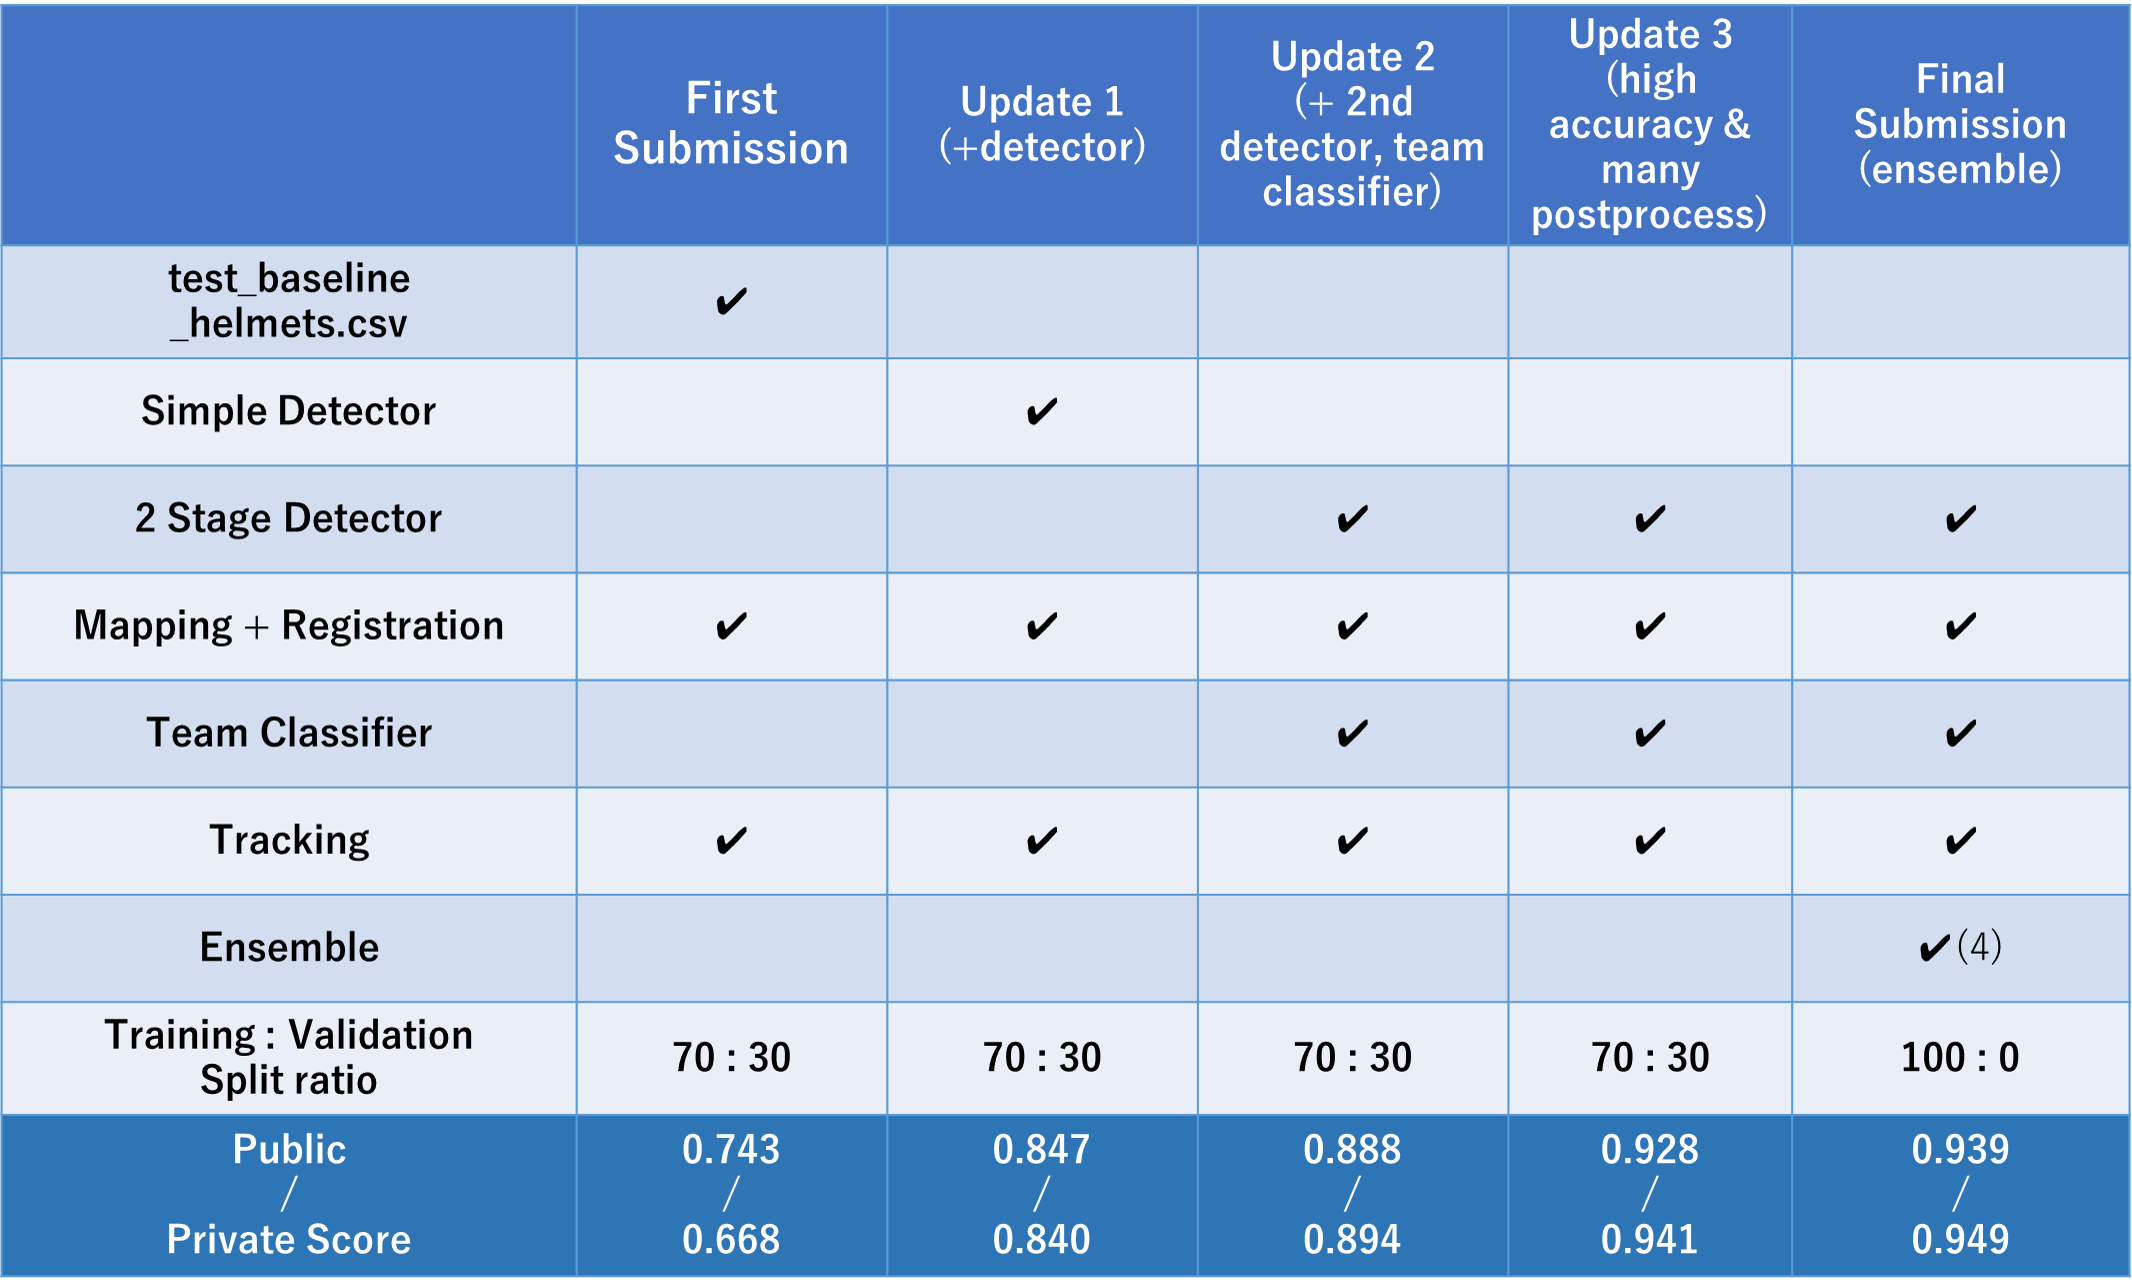 First
Submission
Update 1
(+detector)
Update 2
(+ 2nd
detector, team
classifier)
Update 3
(high
accuracy &
many
postprocess)
Final
Submission
(ensemble)
test_baseline
_helmets.csv
✔
Simple Detector
✔
2 Stage Detector
✔ ✔ ✔
Mapping + Registration
✔ ✔ ✔ ✔ ✔
Team Classifier
✔ ✔ ✔
Tracking
✔ ✔ ✔ ✔ ✔
Ensemble
✔(4)
Training : Validation
Split ratio
70 : 30
70 : 30
70 : 30
70 : 30
100 : 0
Public
/
Private Score
0.743
/
0.668
0.847
/
0.840
0.888
/
0.894
0.928
/
0.941
0.939
/
0.949